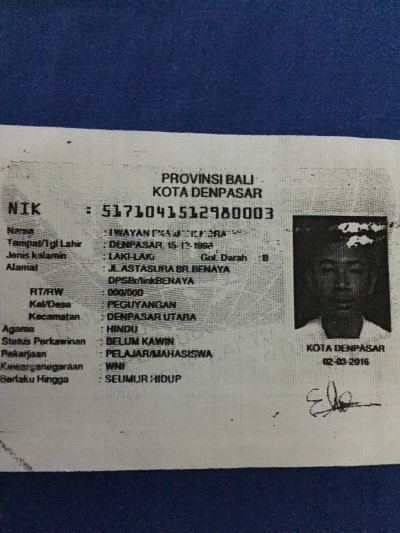 PROVINSI BALI
KOTA DENPASAR
NIK : 5171041512980003
Nama : I WAYAN
Tempat/Tgl Lahir : DENPASAR, 15-12-1998
Jenis kelamin : LAKI-LAKI Gol. Darah : B
Alamat : JL.ASTASURA BR.BENAYA
DPSBr/linkBENAYA
RT/RW : 000/000
Kel/Desa : PEGUYANGAN
Kecamatan : DENPASAR UTARA
Agama : HINDU
Status Perkawinan : BELUM KAWIN
Pekerjaan : PELAJAR/MAHASISWA
Kewarganegaraan : WNI
Berlaku Hingga : SEUMUR HIDUP
KOTA DENPASAR
02-03-2016